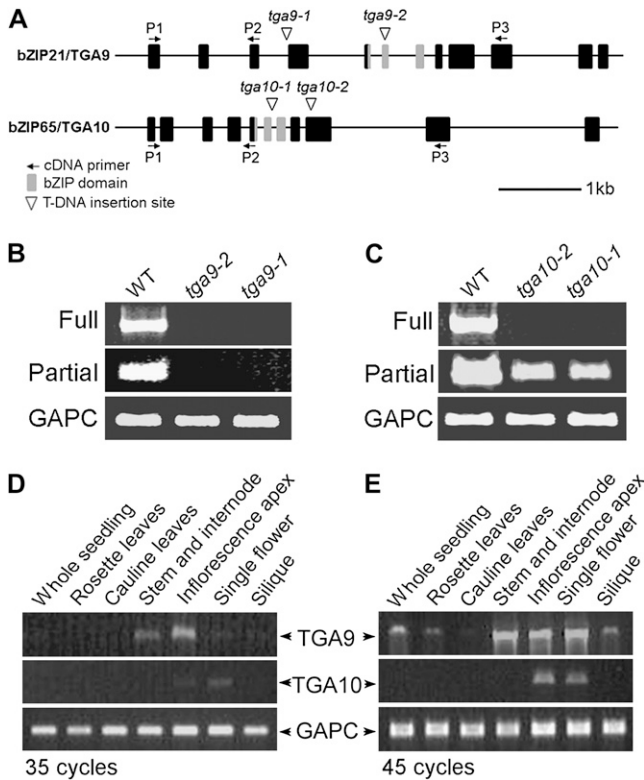 A
P1
P2
tga9-1
tga9-2
P3
bZIP21/TGA9
tga10-1
tga10-2
bZIP65/TGA10
P1
P2
P3
cDNA primer
bZIP domain
T-DNA insertion site
1kb
B
WT
tga9-2
tga9-1
Full
Partial
GAPC
C
WT
tga10-2
tga10-1
Full
Partial
GAPC
D
Whole seedling
Rosette leaves
Cauline leaves
Stem and internode
Inflorescence apex
Single flower
Silique
E
Whole seedling
Rosette leaves
Cauline leaves
Stem and internode
Inflorescence apex
Single flower
Silique
TGA9
TGA10
GAPC
35 cycles
45 cycles